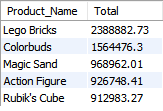 Product_Name Total
Lego Bricks 2388882.73
Colorbuds 1564476.3
Magic Sand 968962.01
Action Figure 926748.41
Rubik's Cube 912983.27